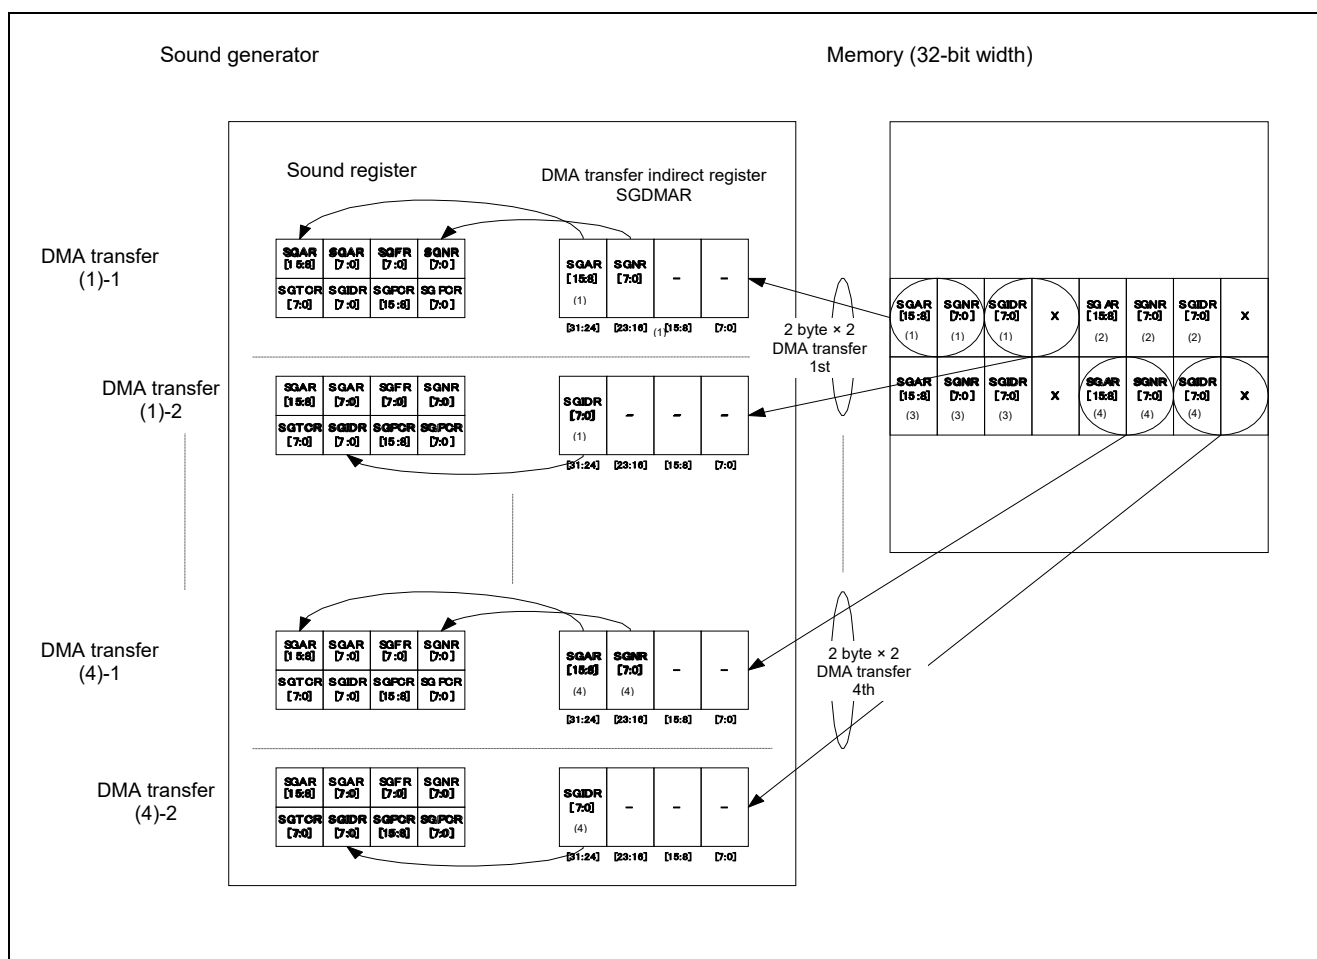 Sound generator
Memory (32-bit width)
Sound register
DMA transfer indirect register
SGDMAR
DMA transfer
(1)-1
SGAR SGAR SGFR SGNR
[15:8] [7:0] [7:0] [7:0]
SGTCR SGIDR SGPCR SGPCR
[7:0] [7:0] [15:8] [7:0]
SGAR SGNR - -
[15:8] [7:0]
(1)
[31:24] [23:16] (1) [15:8] [7:0]
2 byte × 2
DMA transfer
1st
SGAR SGNR SGIDR X SGAR SGNR SGIDR X
[15:8] [7:0] [7:0] [15:8] [7:0] [7:0]
(1) (1) (1) (2) (2) (2)
SGAR SGNR SGIDR X SGAR SGNR SGIDR X
[15:8] [7:0] [7:0] [15:8] [7:0] [7:0]
(3) (3) (3) (4) (4) (4)
DMA transfer
(1)-2
SGAR SGAR SGFR SGNR
[15:8] [7:0] [7:0] [7:0]
SGTCR SGIDR SGPCR SGPCR
[7:0] [7:0] [15:8] [7:0]
SGIDR - - -
[7:0]
(1)
[31:24] [23:16] [15:8] [7:0]
DMA transfer
(4)-1
SGAR SGAR SGFR SGNR
[15:8] [7:0] [7:0] [7:0]
SGTCR SGIDR SGPCR SGPCR
[7:0] [7:0] [15:8] [7:0]
SGAR SGNR - -
[15:8] [7:0]
(4) (4)
[31:24] [23:16] [15:8] [7:0]
2 byte × 2
DMA transfer
4th
DMA transfer
(4)-2
SGAR SGAR SGFR SGNR
[15:8] [7:0] [7:0] [7:0]
SGTCR SGIDR SGPCR SGPCR
[7:0] [7:0] [15:8] [7:0]
SGIDR - - -
[7:0]
(4)
[31:24] [23:16] [15:8] [7:0]